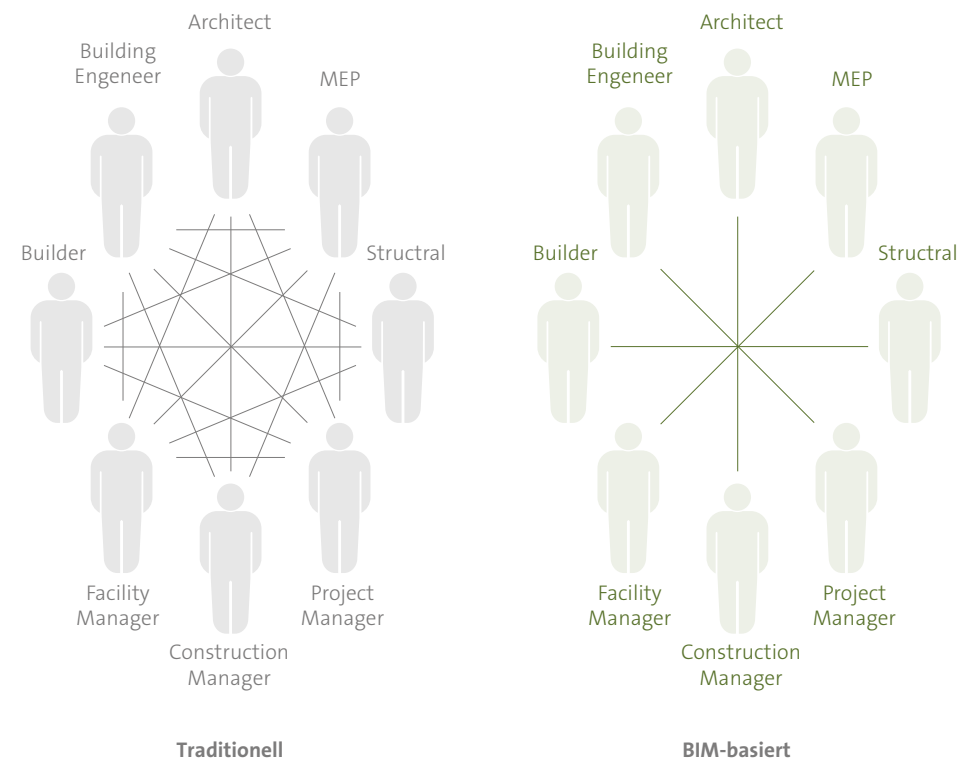 Architect
Building
Engeneer
MEP
Builder
Structral
Facility
Manager
Project
Manager
Construction
Manager
Traditionell
Architect
Building
Engeneer
MEP
Builder
Structral
Facility
Manager
Project
Manager
Construction
Manager
BIM-basiert